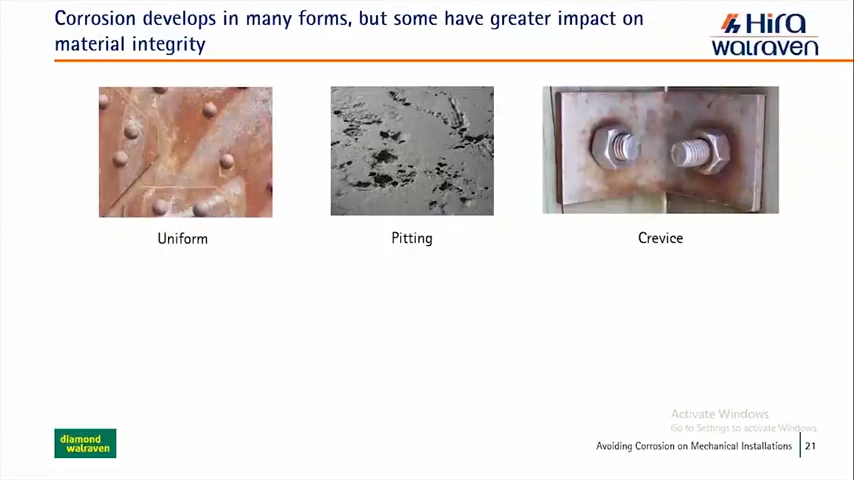 Corrosion develops in many forms, but some have greater impact on
material integrity
Hira
walraven
Uniform
Pitting
Crevice
Activate Windows
Go to Settings to activate Windows.
diamond
walraven
Avoiding Corrosion on Mechanical Installations
21